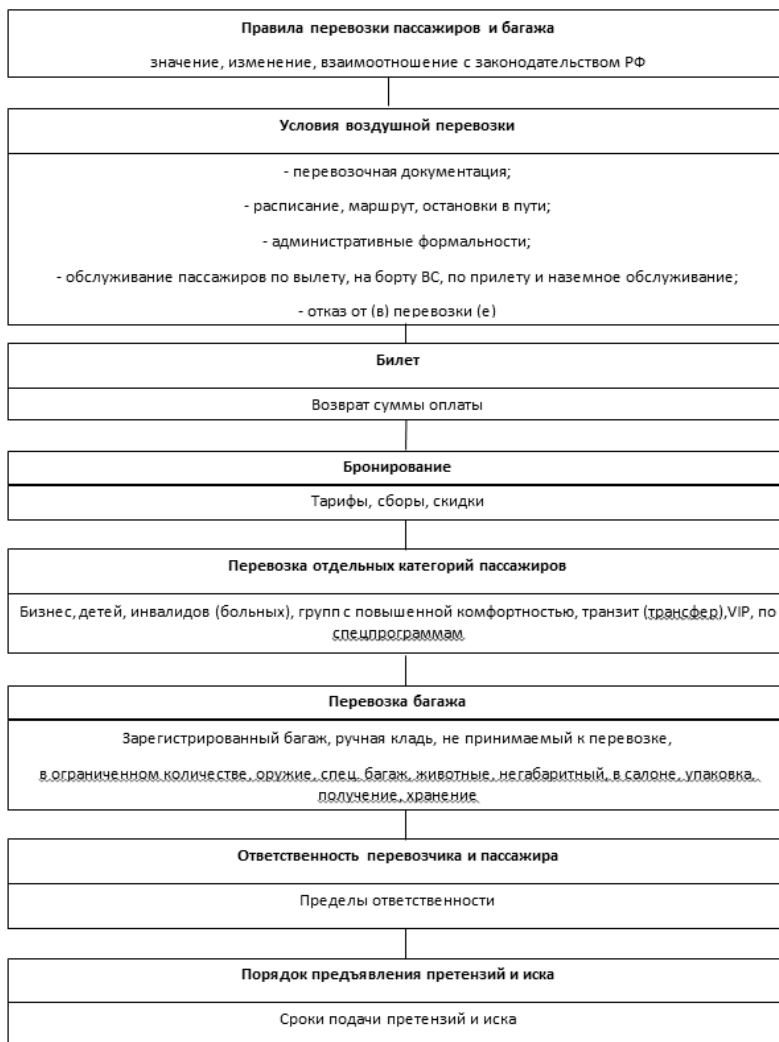 Правила перевозки пассажиров и багажа
значение, изменение, взаимоотношение с законодательством РФ
Условия воздушной перевозки
- перевозочная документация;
- расписание, маршрут, остановки в пути;
- административные формальности;
- обслуживание пассажиров по вылету, на борту ВС, по прилету и наземное обслуживание;
- отказ от (в) перевозки (е)
Билет
Возврат суммы оплаты
Бронирование
Тарифы, сборы, скидки
Перевозка отдельных категорий пассажиров
Бизнес, детей, инвалидов (больных), групп с повышенной комфортностью, транзит (трансфер),VIP, по
спецпрограммам
Перевозка багажа
Зарегистрированный багаж, ручная кладь, не принимаемый к перевозке,
в ограниченном количестве, оружие, спец. багаж, животные, негабаритный, в салоне, упаковка,
получение, хранение
Ответственность перевозчика и пассажира
Пределы ответственности
Порядок предъявления претензий и иска
Сроки подачи претензий и иска